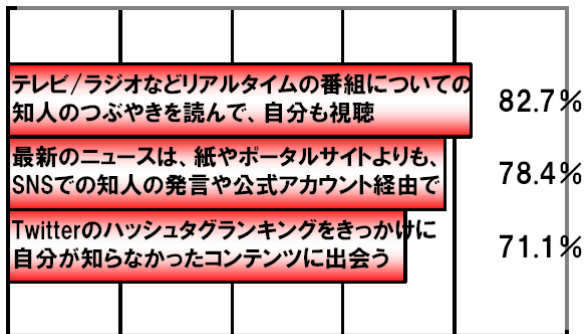 テレビ/ラジオなどリアルタイムの番組についての
知人のつぶやきを読んで、自分も視聴
82.7%
最新のニュースは、紙やポータルサイトよりも、
SNSでの知人の発言や公式アカウント経由で
78.4%
Twitterのハッシュタグランキングをきっかけに
自分が知らなかったコンテンツに出会う
71.1%